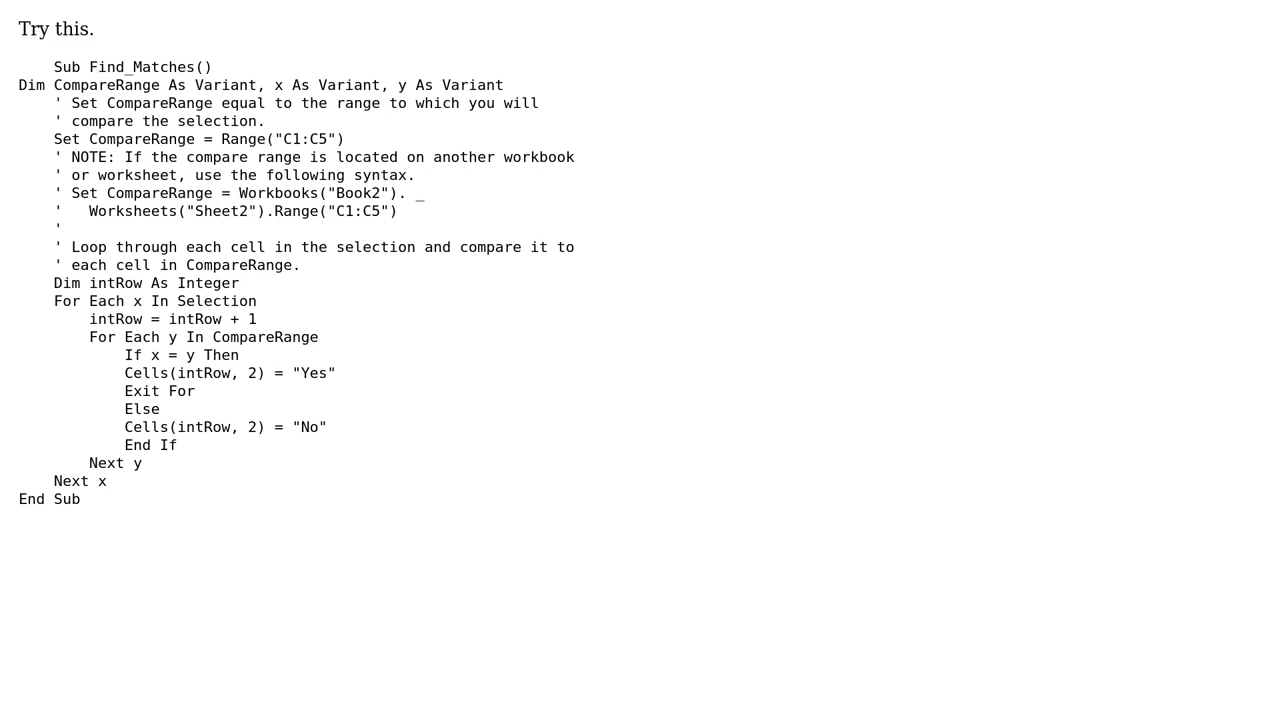 Try this.
    Sub Find_Matches()
Dim CompareRange As Variant, x As Variant, y As Variant
    ' Set CompareRange equal to the range to which you will
    ' compare the selection.
    Set CompareRange = Range("C1:C5")
    ' NOTE: If the compare range is located on another workbook
    ' or worksheet, use the following syntax.
    ' Set CompareRange = Workbooks("Book2"). _
    '   Worksheets("Sheet2").Range("C1:C5")
    '
    ' Loop through each cell in the selection and compare it to
    ' each cell in CompareRange.
    Dim intRow As Integer
    For Each x In Selection
        intRow = intRow + 1
        For Each y In CompareRange
            If x = y Then
            Cells(intRow, 2) = "Yes"
            Exit For
            Else
            Cells(intRow, 2) = "No"
            End If
        Next y
    Next x
End Sub